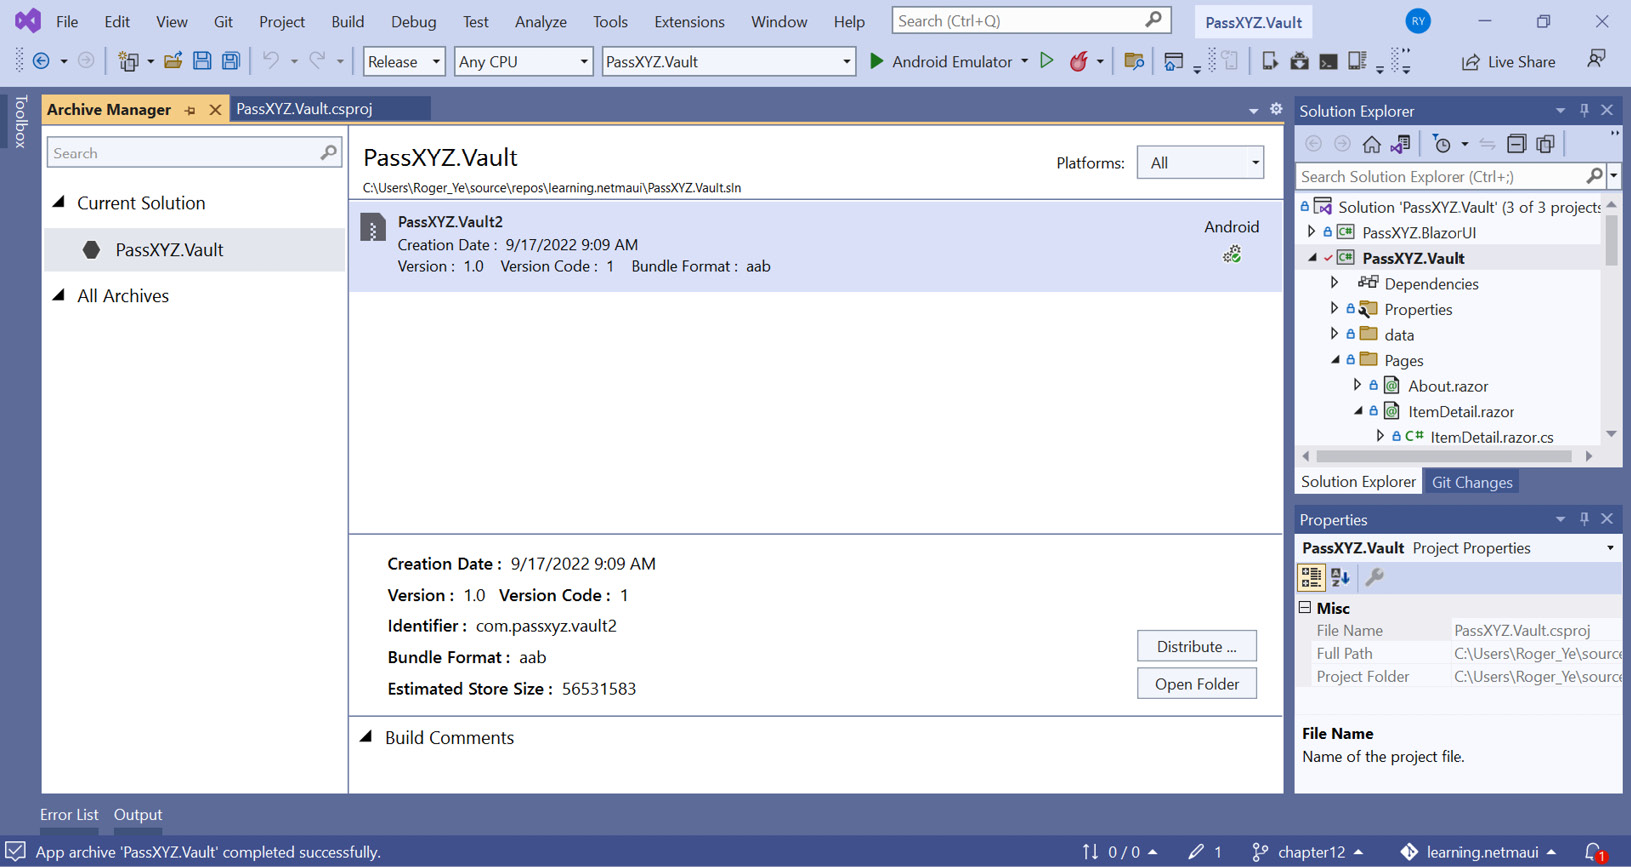 File Edit View Git Project Build Debug Test Analyze Tools Extensions Window Help Search (Ctrl+Q) PassXYZ.Vault RY
Release Any CPU PassXYZ.Vault Android Emulator Live Share
Toolbox
Archive Manager PassXYZ.Vault.csproj
Search
Current Solution
PassXYZ.Vault
All Archives
PassXYZ.Vault
Platforms: All
C:\Users\Roger_Ye\source\repos\learning.netmaui\PassXYZ.Vault.sln
PassXYZ.Vault2
Creation Date : 9/17/2022 9:09 AM
Version : 1.0 Version Code : 1 Bundle Format : aab
Android
Creation Date : 9/17/2022 9:09 AM
Version : 1.0 Version Code : 1
Identifier : com.passxyz.vault2
Bundle Format : aab
Estimated Store Size : 56531583
Distribute ...
Open Folder
Build Comments
Solution Explorer
Search Solution Explorer (Ctrl+;)
Solution 'PassXYZ.Vault' (3 of 3 projects
C# PassXYZ.BlazorUI
C# PassXYZ.Vault
Dependencies
Properties
data
Pages
About.razor
ItemDetail.razor
C# ItemDetail.razor.cs
Solution Explorer Git Changes
Properties
PassXYZ.Vault Project Properties
Misc
File Name PassXYZ.Vault.csproj
Full Path C:\Users\Roger_Ye\source
Project Folder C:\Users\Roger_Ye\source
File Name
Name of the project file.
Error List Output
App archive 'PassXYZ.Vault' completed successfully.
0 / 0 1 chapter12 learning.netmaui 1